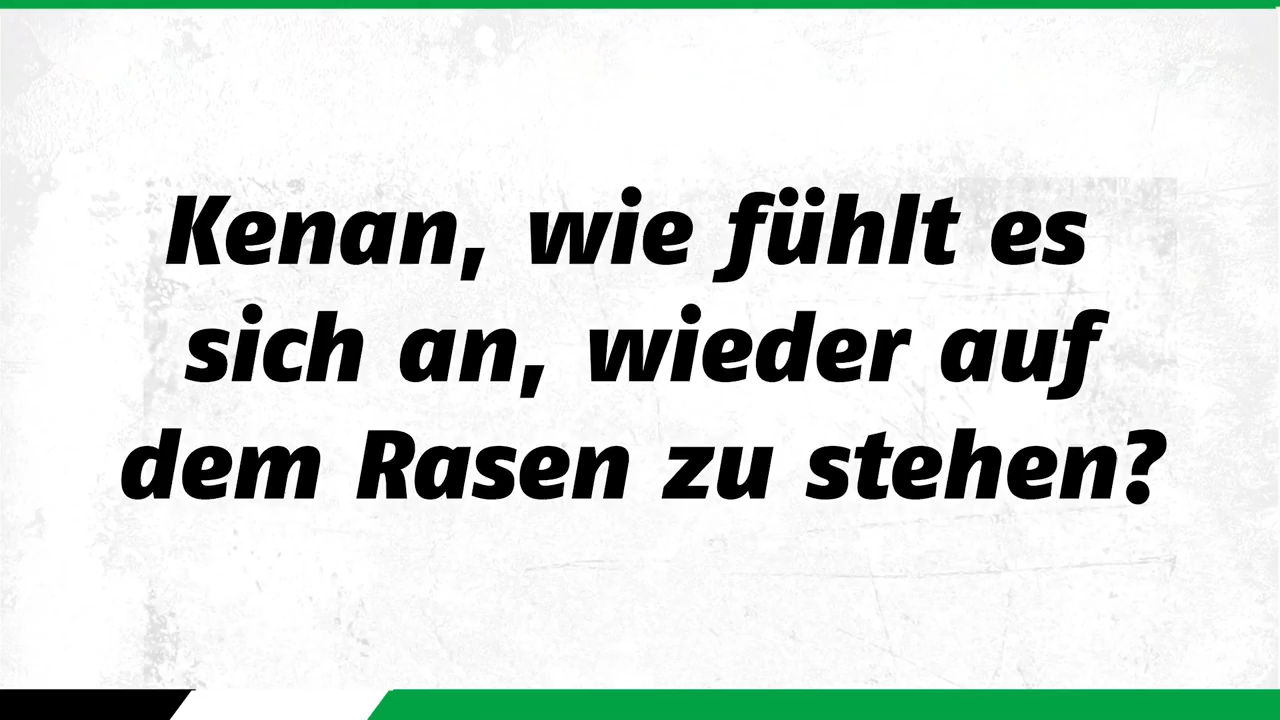 Kenan, wie fühlt es
sich an, wieder auf
dem Rasen zu stehen?